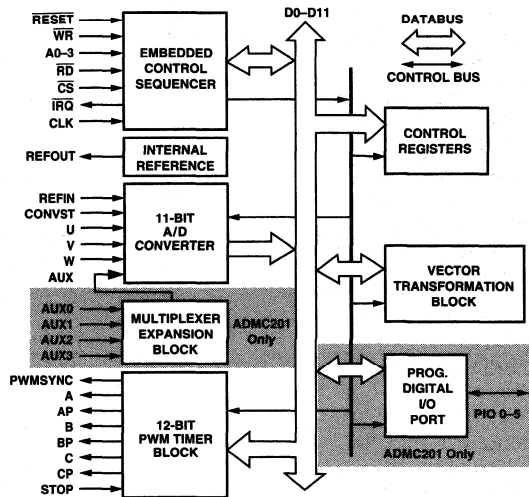 RESET
WR
A0–3
RD
CS
IRQ
CLK
EMBEDDED
CONTROL
SEQUENCER
D0–D11
DATABUS
CONTROL BUS
REFOUT
INTERNAL
REFERENCE
CONTROL
REGISTERS
REFIN
CONVST
U
V
W
AUX
11-BIT
A/D
CONVERTER
VECTOR
TRANSFORMATION
BLOCK
AUX0
AUX1
AUX2
AUX3
MULTIPLEXER
EXPANSION
BLOCK
ADMC201
Only
PWMSYNC
A
AP
B
BP
C
CP
STOP
12-BIT
PWM TIMER
BLOCK
PROG.
DIGITAL
I/O
PORT
PIO 0–5
ADMC201 Only